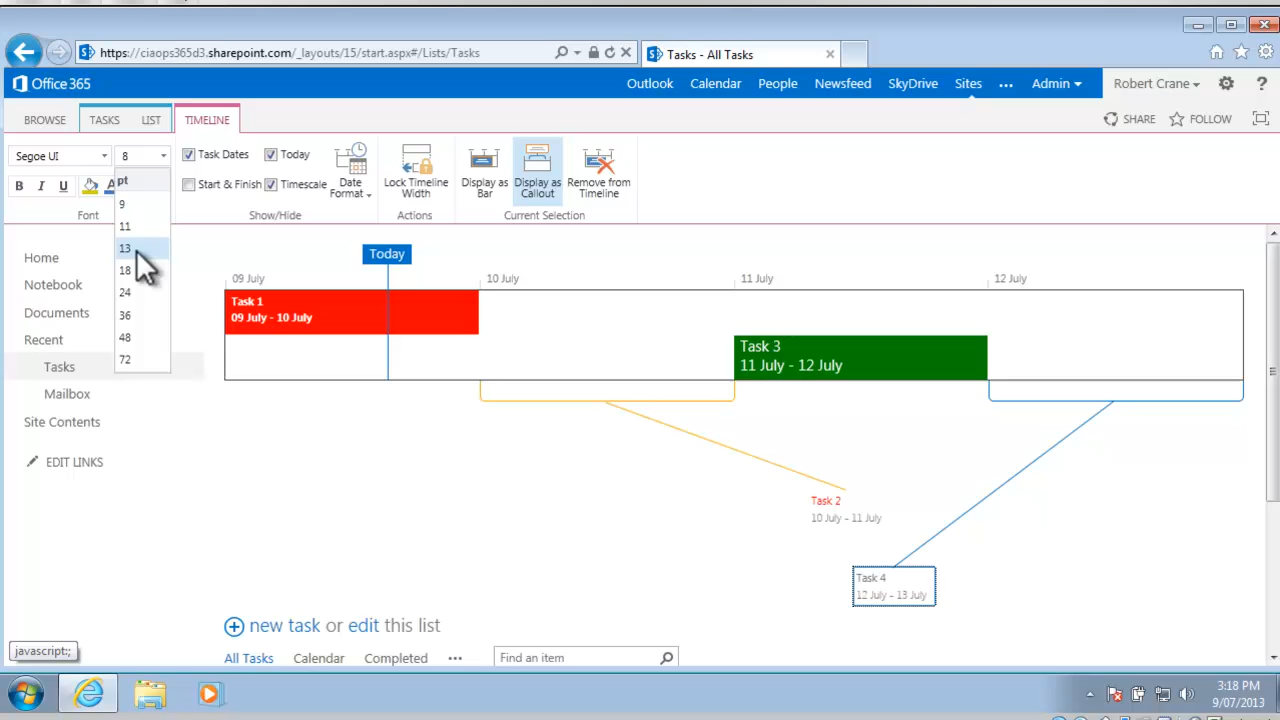 https://ciaops365d3.sharepoint.com/_layouts/15/start.aspx#/Lists/Tasks
Tasks - All Tasks
Office 365
Outlook Calendar People Newsfeed SkyDrive Sites ... Admin
Robert Crane
?
BROWSE TASKS LIST TIMELINE
SHARE FOLLOW
Segoe UI
8
Task Dates
Today
Start & Finish
Timescale
Date Format
Lock Timeline Width
Display as Bar
Display as Callout
Remove from Timeline
B I U A
Font
Show/Hide
Actions
Current Selection
pt
9
11
13
18
24
36
48
72
Home
Notebook
Documents
Recent
Tasks
Mailbox
Site Contents
EDIT LINKS
Today
09 July
10 July
11 July
12 July
Task 1
09 July - 10 July
Task 3
11 July - 12 July
Task 2
10 July - 11 July
Task 4
12 July - 13 July
new task or edit this list
All Tasks Calendar Completed ...
Find an item
javascript:;
3:18 PM
9/07/2013